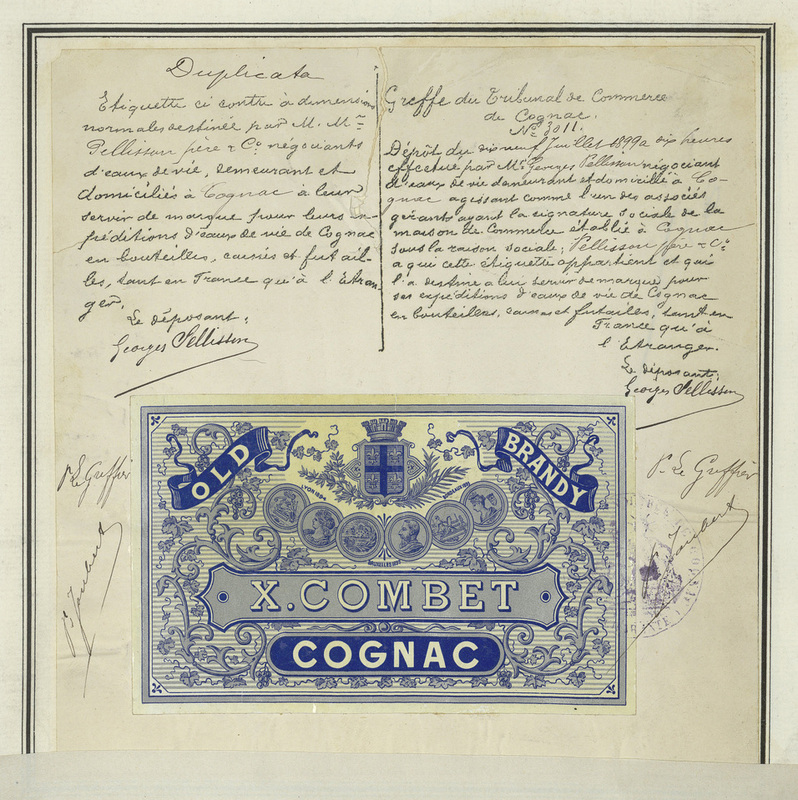 Duplicata
Etiquette ci contre à dimensions
normales destinée par M. Mrs
Pellisson père & Co négociants
d'eaux de vie, demeurant et
domiciliés à Cognac à leur
servir de marque pour leurs ex-
péditions d'eaux de vie de Cognac
en bouteilles, caisses et futail-
les, tant en France qu'à l'Etran-
ger.
Le déposant:
Georges Pellisson
Greffe du Tribunal de Commerce
de Cognac.
No 3011.
Dépôt du dix neuf Juillet 1899 a dix heures
effectué par Mr Georges Pellisson négociant
d'eaux de vie demeurant et domicilié à Co-
gnac agissant comme l'un des associés
gérants ayant la signature sociale de la
maison de Commerce établie à Cognac
sous la raison sociale: Pellisson père & Co
a qui cette étiquette appartient et qui
l'a destine a leur servir de marque pour
ses expéditions d'eaux de vie de Cognac
en bouteilles, caisses et futailles, tant en
France qu'à
l'Etranger.
Le déposant:
Georges Pellisson
P. Le Greffier
P. Le Greffier
OLD BRANDY
X. COMBET
COGNAC